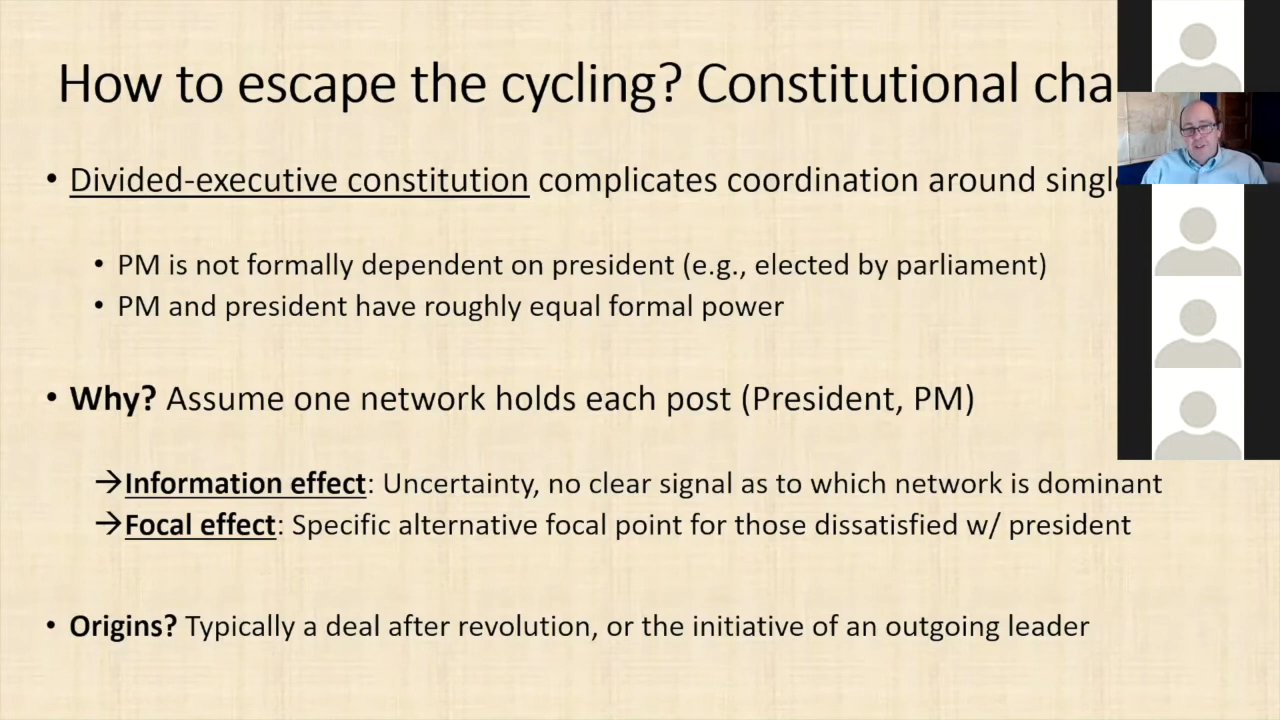 How to escape the cycling? Constitutional cha
• Divided-executive constitution complicates coordination around singl
• PM is not formally dependent on president (e.g., elected by parliament)
• PM and president have roughly equal formal power
• Why? Assume one network holds each post (President, PM)
→Information effect: Uncertainty, no clear signal as to which network is dominant
→Focal effect: Specific alternative focal point for those dissatisfied w/ president
• Origins? Typically a deal after revolution, or the initiative of an outgoing leader